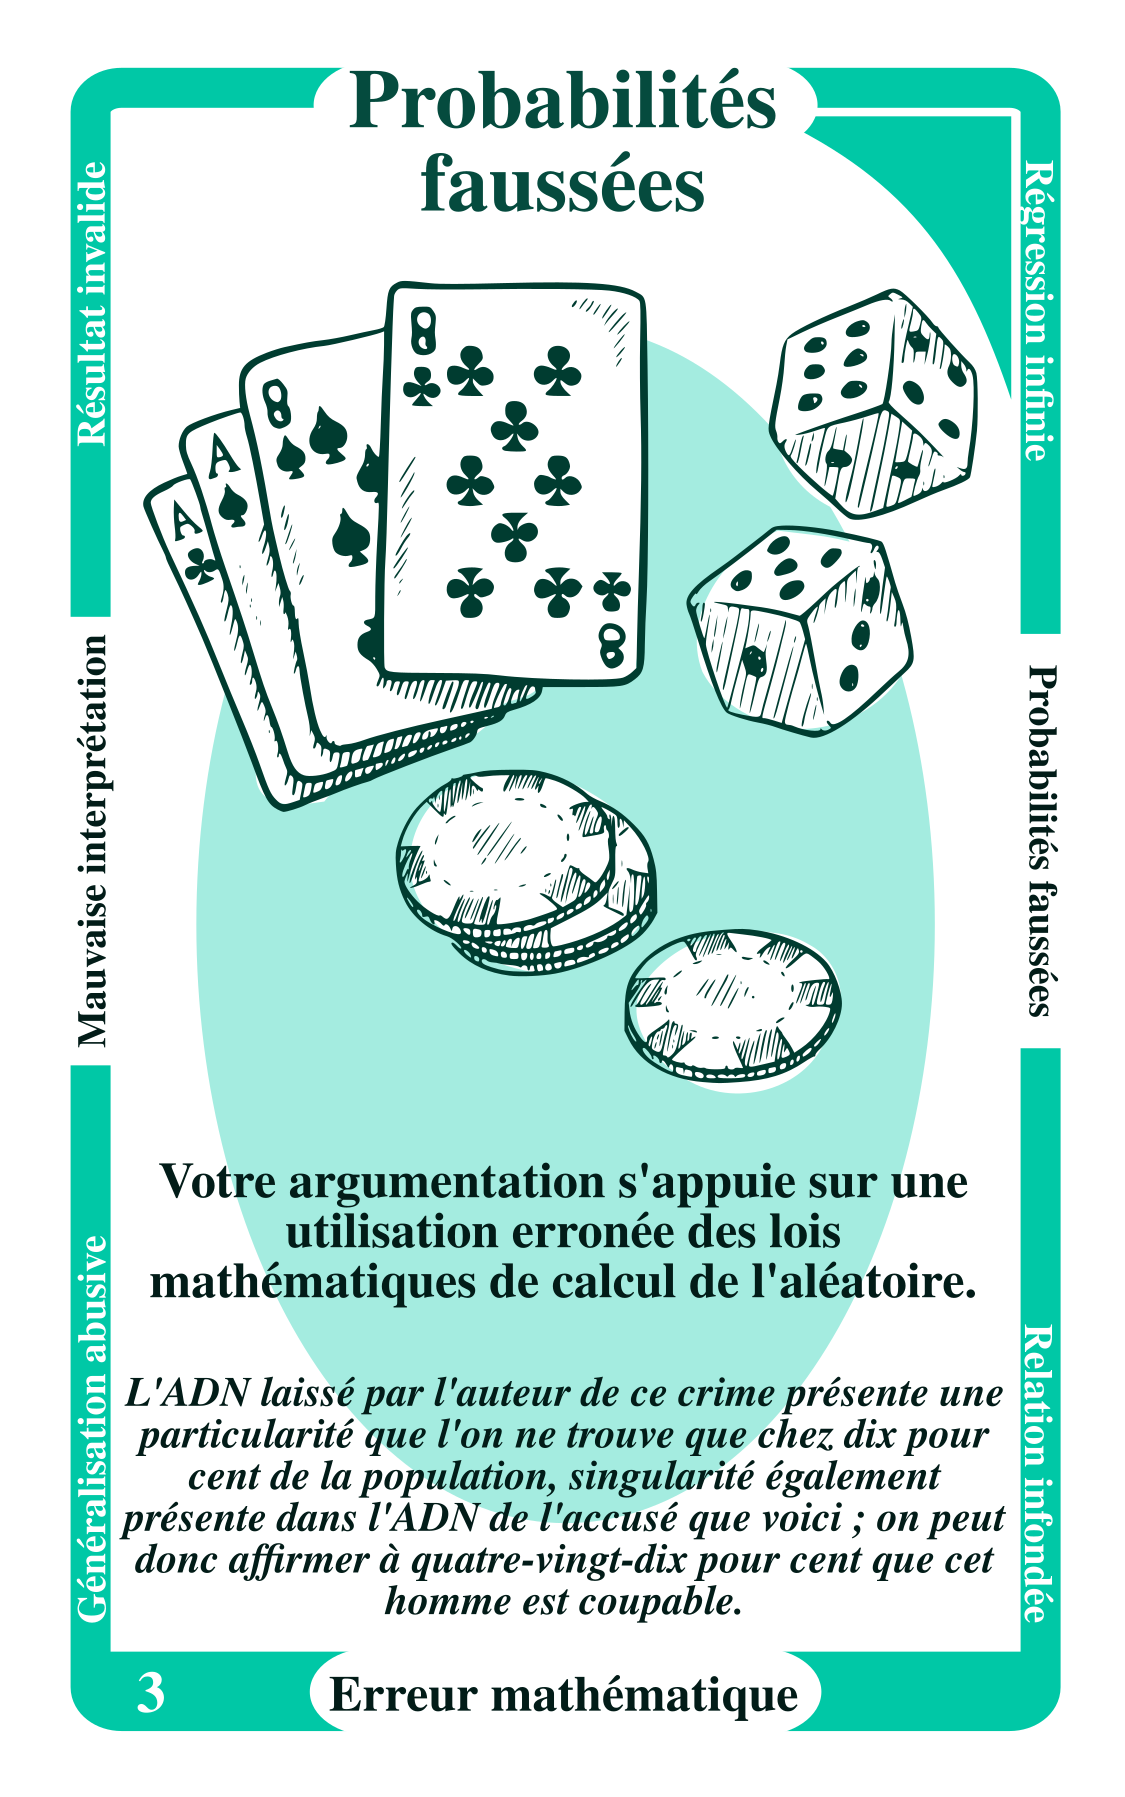 Probabilités
faussées
Résultat invalide
Mauvaise interprétation
Généralisation abusive
Régression infinie
Probabilités faussées
Relation infondée
A
A
8
8
8
Votre argumentation s'appuie sur une
utilisation erronée des lois
mathématiques de calcul de l'aléatoire.
L'ADN laissé par l'auteur de ce crime présente une
particularité que l'on ne trouve que chez dix pour
cent de la population, singularité également
présente dans l'ADN de l'accusé que voici ; on peut
donc affirmer à quatre-vingt-dix pour cent que cet
homme est coupable.
3
Erreur mathématique